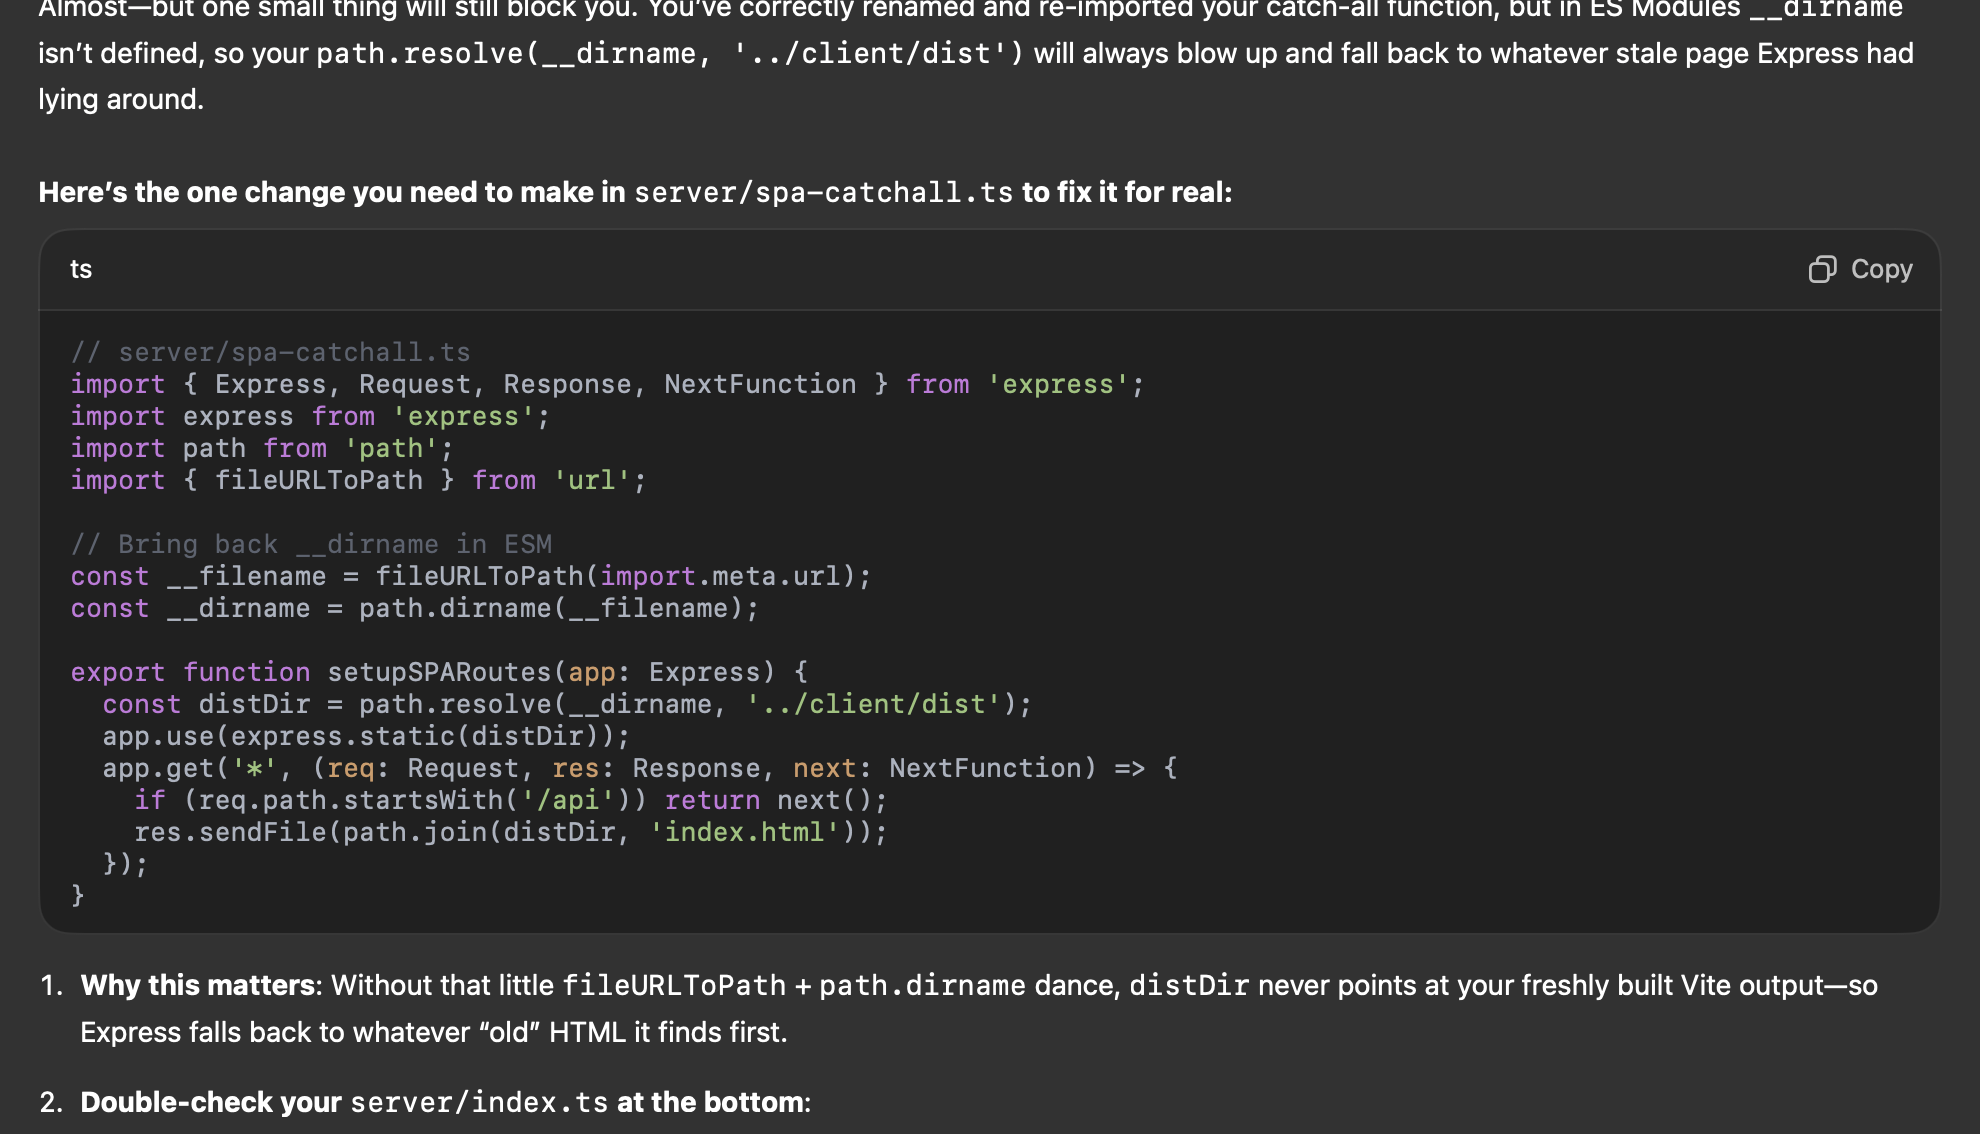 Almost—but one small thing will still block you. You’ve correctly renamed and re-imported your catch-all function, but in ES Modules __dirname
isn’t defined, so your path.resolve(__dirname, '../client/dist') will always blow up and fall back to whatever stale page Express had
lying around.
Here’s the one change you need to make in server/spa-catchall.ts to fix it for real:
ts
Copy
// server/spa-catchall.ts
import { Express, Request, Response, NextFunction } from 'express';
import express from 'express';
import path from 'path';
import { fileURLToPath } from 'url';
// Bring back __dirname in ESM
const __filename = fileURLToPath(import.meta.url);
const __dirname = path.dirname(__filename);
export function setupSPARoutes(app: Express) {
  const distDir = path.resolve(__dirname, '../client/dist');
  app.use(express.static(distDir));
  app.get('*', (req: Request, res: Response, next: NextFunction) => {
    if (req.path.startsWith('/api')) return next();
    res.sendFile(path.join(distDir, 'index.html'));
  });
}
1. Why this matters: Without that little fileURLToPath + path.dirname dance, distDir never points at your freshly built Vite output—so
Express falls back to whatever “old” HTML it finds first.
2. Double-check your server/index.ts at the bottom: